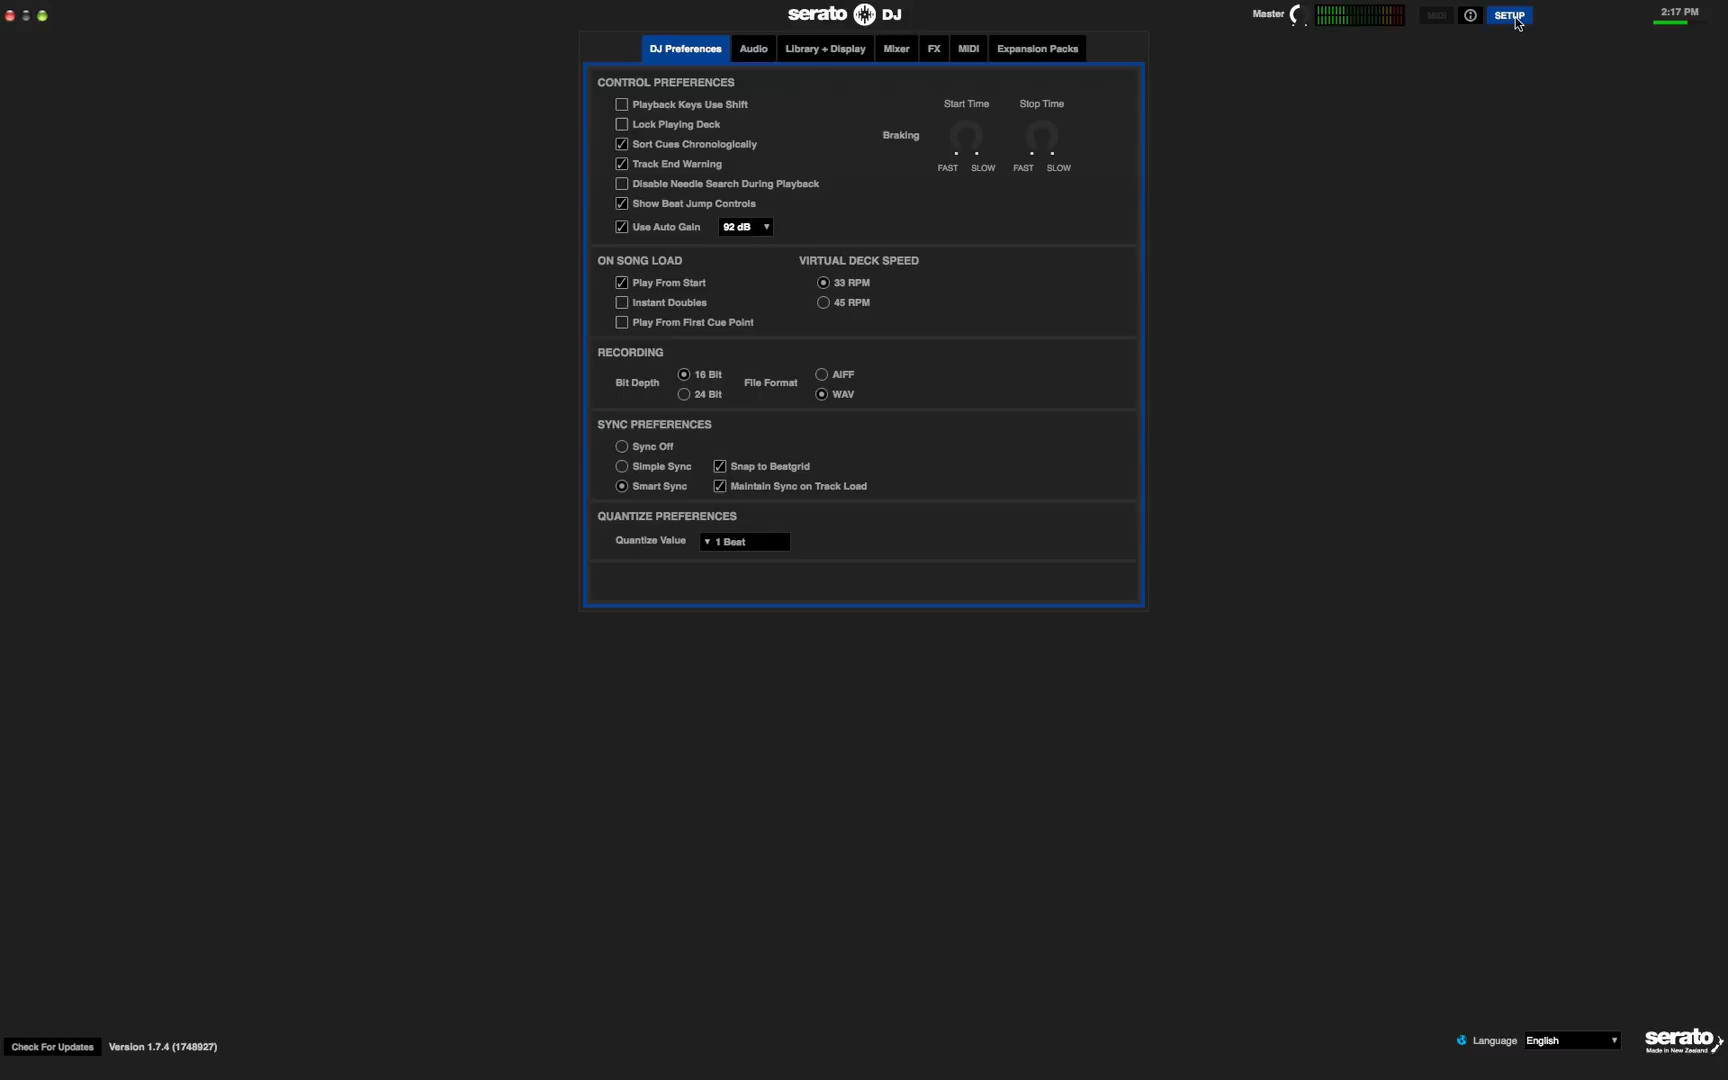 serato DJ
Master
MIDI
SETUP
2:17 PM
DJ Preferences
Audio
Library + Display
Mixer
FX
MIDI
Expansion Packs
CONTROL PREFERENCES
Playback Keys Use Shift
Lock Playing Deck
Sort Cues Chronologically
Track End Warning
Disable Needle Search During Playback
Show Beat Jump Controls
Use Auto Gain 92 dB
Start Time Stop Time
Braking
FAST SLOW FAST SLOW
ON SONG LOAD
Play From Start
Instant Doubles
Play From First Cue Point
VIRTUAL DECK SPEED
33 RPM
45 RPM
RECORDING
Bit Depth
16 Bit
24 Bit
File Format
AIFF
WAV
SYNC PREFERENCES
Sync Off
Simple Sync Snap to Beatgrid
Smart Sync Maintain Sync on Track Load
QUANTIZE PREFERENCES
Quantize Value 1 Beat
Check For Updates Version 1.7.4 (1748927)
Language English
serato
Made in New Zealand